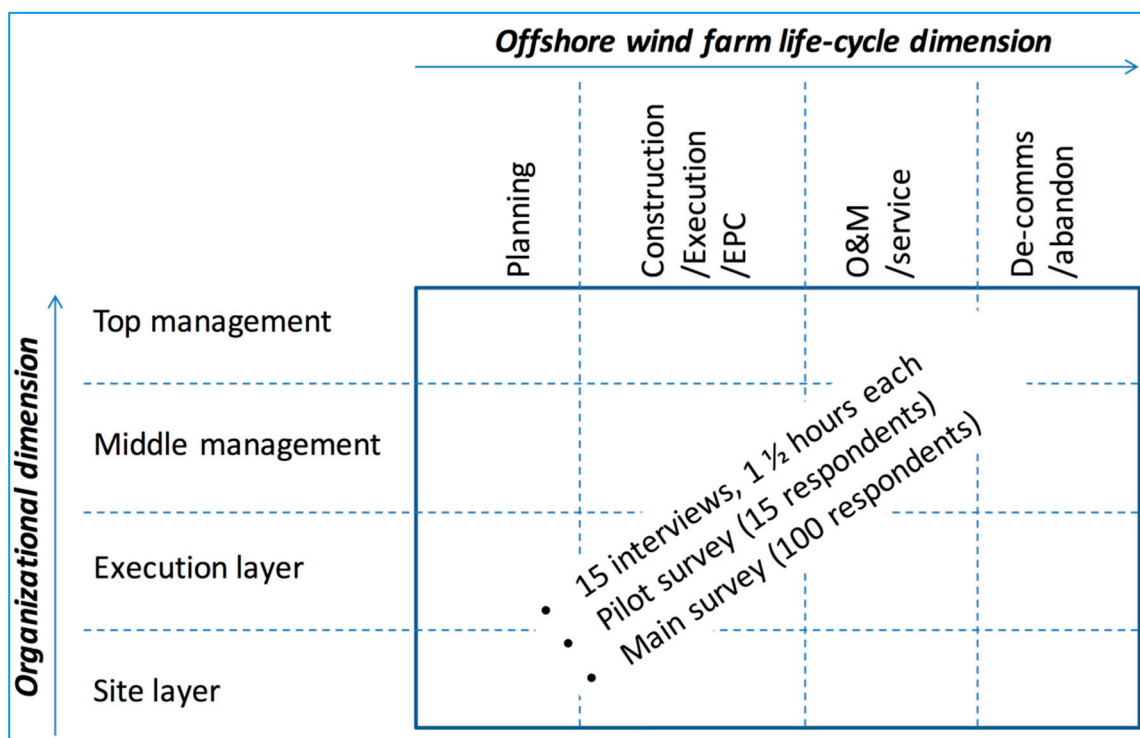 Offshore wind farm life-cycle dimension
Planning
Construction
/Execution
/EPC
O&M
/service
De-comms
/abandon
Organizational dimension
Top management
Middle management
Execution layer
Site layer
• 15 interviews, 1 ½ hours each
• Pilot survey (15 respondents)
• Main survey (100 respondents)